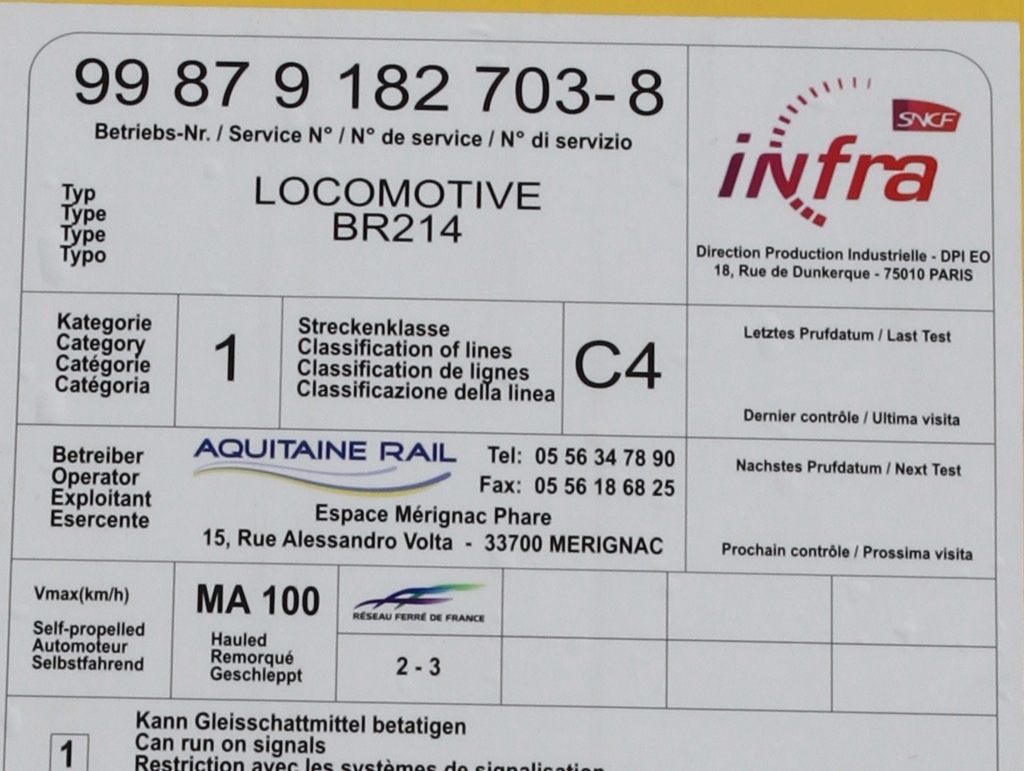 99 87 9 182 703-8
Betriebs-Nr. / Service N° / N° de service / N° di servizio
Typ
Type
Type
Typo
LOCOMOTIVE
BR214
SNCF
infra
Direction Production Industrielle - DPI EO
18, Rue de Dunkerque - 75010 PARIS
Kategorie
Category
Catégorie
Catégoria
1
Streckenklasse
Classification of lines
Classification de lignes
Classificazione della linea
C4
Letztes Prufdatum / Last Test
Dernier contrôle / Ultima visita
Betreiber
Operator
Exploitant
Esercente
AQUITAINE RAIL
Tel: 05 56 34 78 90
Fax: 05 56 18 68 25
Espace Mérignac Phare
15, Rue Alessandro Volta - 33700 MERIGNAC
Nachstes Prufdatum / Next Test
Prochain contrôle / Prossima visita
Vmax(km/h)
Self-propelled
Automoteur
Selbstfahrend
MA 100
Hauled
Remorqué
Geschleppt
RÉSEAU FERRÉ DE FRANCE
2 - 3
1
Kann Gleisschattmittel betatigen
Can run on signals
Restriction avec les systèmes de signalisation